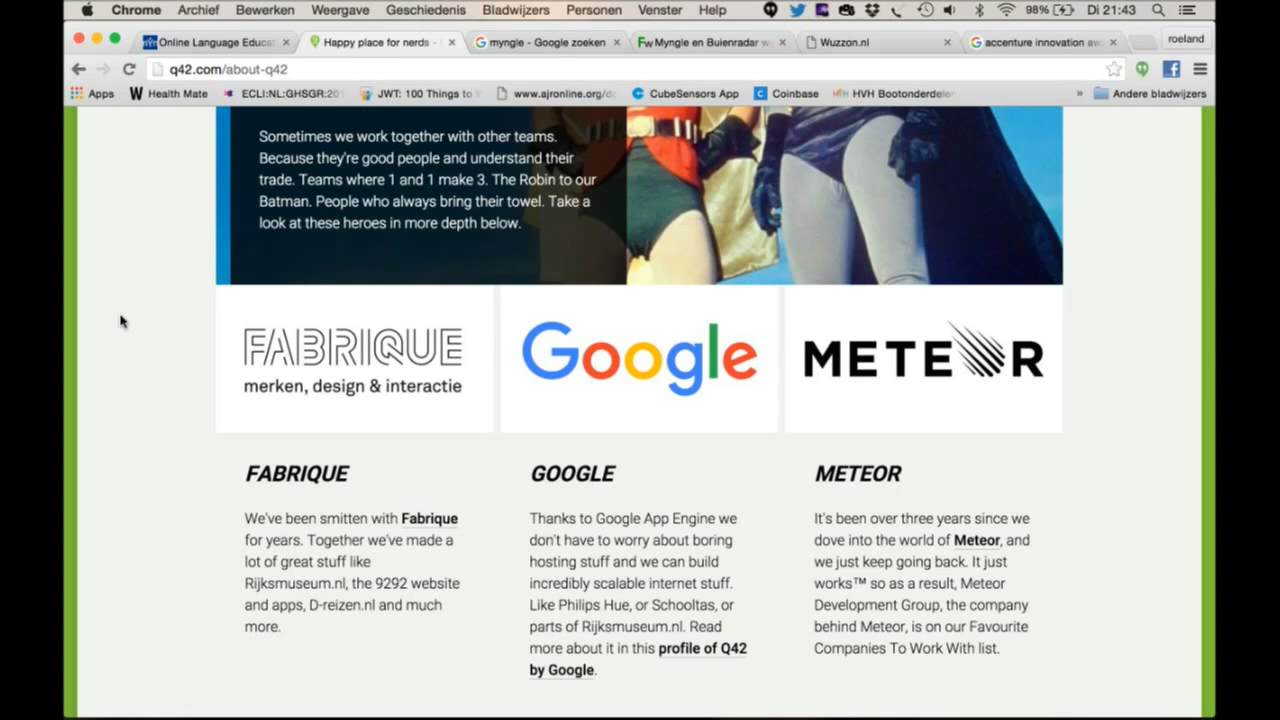 Chrome Archief Bewerken Weergave Geschiedenis Bladwijzers Personen Venster Help 98% Di 21:43
Online Language Educat Happy place for nerds - myngle - Google zoeken Myngle en Buienradar w Wuzzon.nl accenture innovation aw roeland
q42.com/about-q42
Apps Health Mate ECLI:NL:GHSGR:201 JWT: 100 Things to www.ajronline.org/d CubeSensors App Coinbase HVH Bootonderdele » Andere bladwijzers
Sometimes we work together with other teams.
Because they're good people and understand their
trade. Teams where 1 and 1 make 3. The Robin to our
Batman. People who always bring their towel. Take a
look at these heroes in more depth below.
FABRIQUE
merken, design & interactie
Google
METEOR
FABRIQUE
We've been smitten with Fabrique
for years. Together we've made a
lot of great stuff like
Rijksmuseum.nl, the 9292 website
and apps, D-reizen.nl and much
more.
GOOGLE
Thanks to Google App Engine we
don't have to worry about boring
hosting stuff and we can build
incredibly scalable internet stuff.
Like Philips Hue, or Schooltas, or
parts of Rijksmuseum.nl. Read
more about it in this profile of Q42
by Google.
METEOR
It's been over three years since we
dove into the world of Meteor, and
we just keep going back. It just
works™ so as a result, Meteor
Development Group, the company
behind Meteor, is on our Favourite
Companies To Work With list.